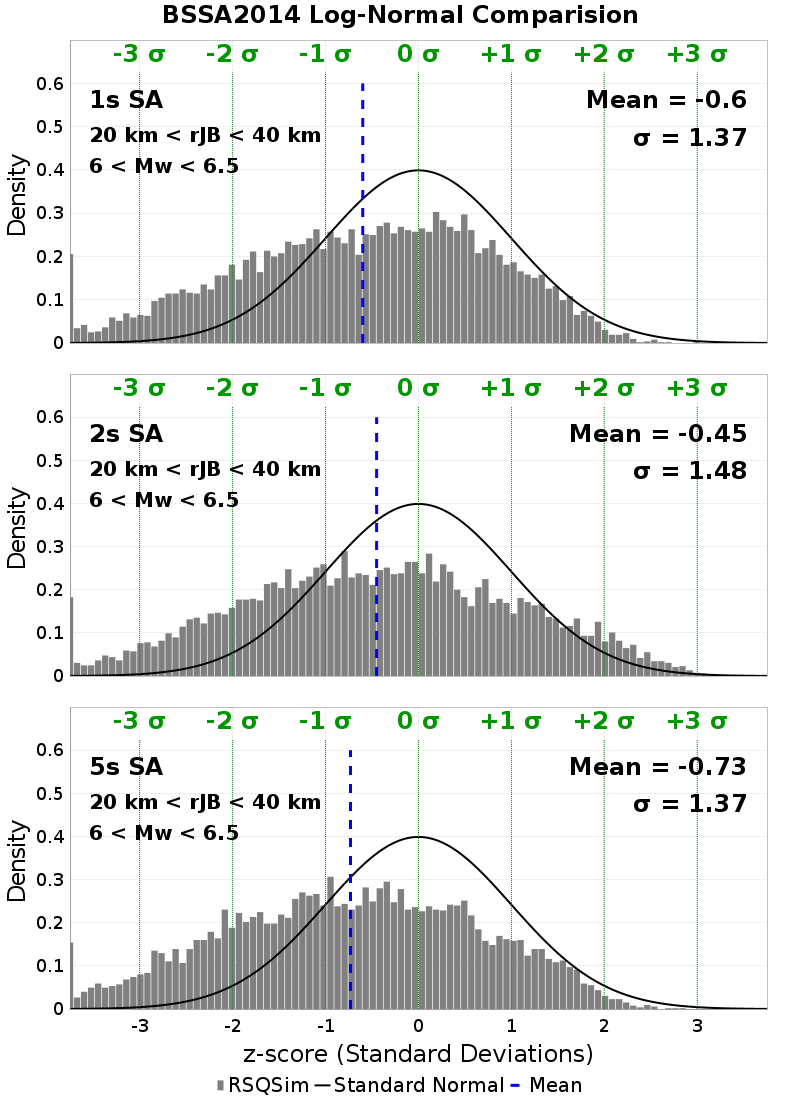 BSSA2014 Log-Normal Comparision
-3 σ -2 σ -1 σ 0 σ +1 σ +2 σ +3 σ
1s SA
Mean = -0.6
20 km < rJB < 40 km
σ = 1.37
6 < Mw < 6.5
0.6
0.5
0.4
0.3
0.2
0.1
0
Density
-3 σ -2 σ -1 σ 0 σ +1 σ +2 σ +3 σ
2s SA
Mean = -0.45
20 km < rJB < 40 km
σ = 1.48
6 < Mw < 6.5
0.6
0.5
0.4
0.3
0.2
0.1
0
Density
-3 σ -2 σ -1 σ 0 σ +1 σ +2 σ +3 σ
5s SA
Mean = -0.73
20 km < rJB < 40 km
σ = 1.37
6 < Mw < 6.5
0.6
0.5
0.4
0.3
0.2
0.1
0
Density
-3 -2 -1 0 1 2 3
z-score (Standard Deviations)
RSQSim Standard Normal Mean